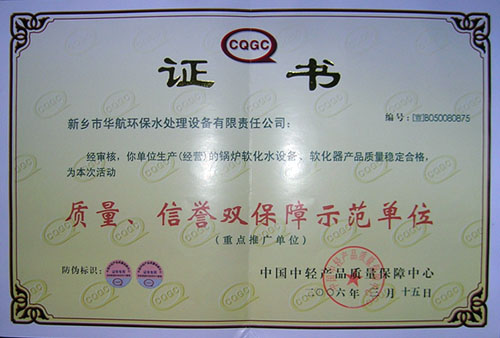 CQGC
证书
新乡市华航环保水处理设备有限责任公司：
编号：[豫]B050080875
经审核，你单位生产(经营)的锅炉软化水设备、软化器产品质量稳定合格，
为本次活动
质量、信誉双保障示范单位
(重点推广单位)
防伪标识：
中国中轻产品质量保障中心
二〇〇六年三月十五日